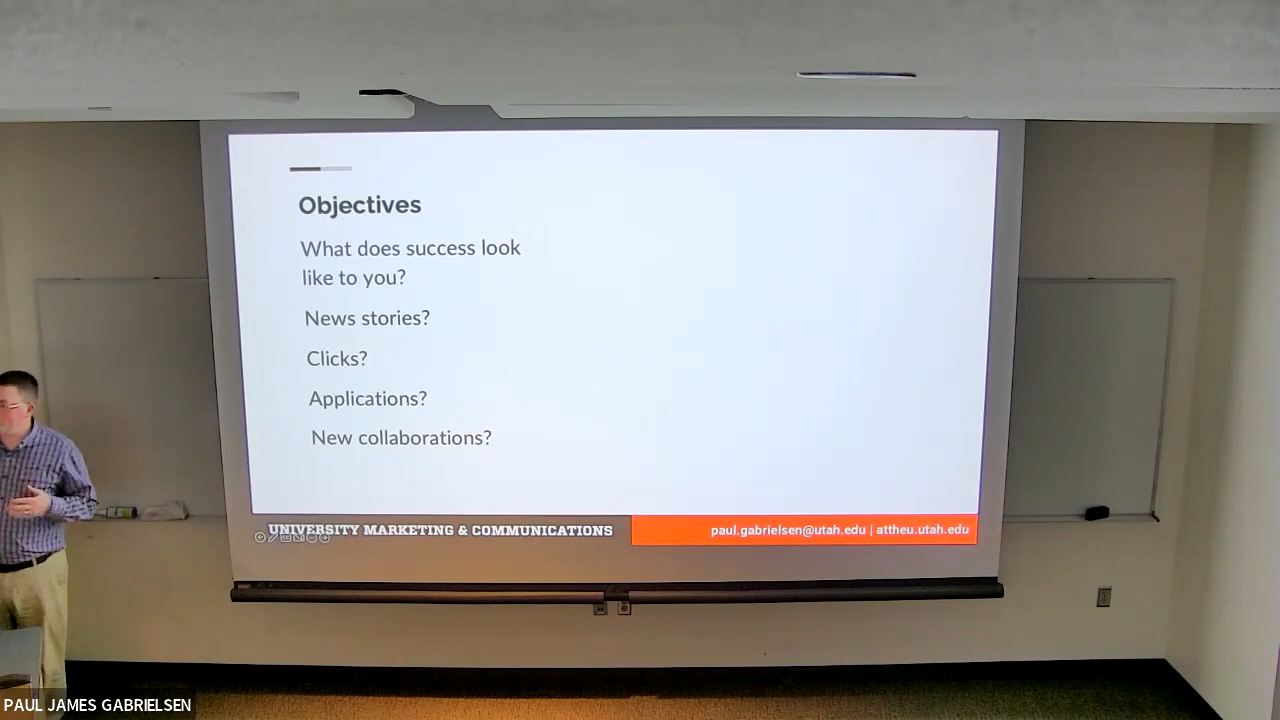 Objectives
What does success look
like to you?
News stories?
Clicks?
Applications?
New collaborations?
UNIVERSITY MARKETING & COMMUNICATIONS
paul.gabrielsen@utah.edu | attheu.utah.edu
PAUL JAMES GABRIELSEN